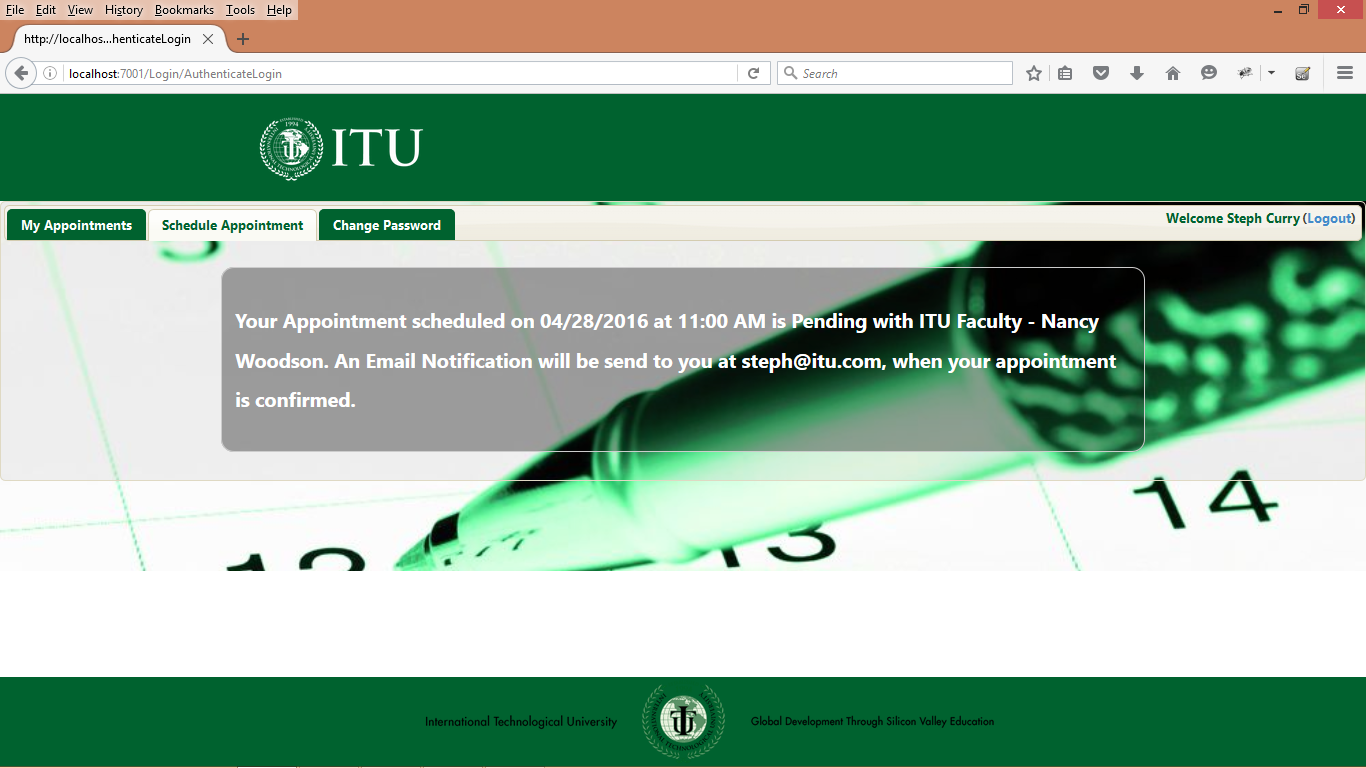 File Edit View History Bookmarks Tools Help
http://localhos...henticateLogin
localhost:7001/Login/AuthenticateLogin
Search
1994
ITU
My Appointments Schedule Appointment Change Password
Welcome Steph Curry (Logout)
Your Appointment scheduled on 04/28/2016 at 11:00 AM is Pending with ITU Faculty - Nancy
Woodson. An Email Notification will be send to you at steph@itu.com, when your appointment
is confirmed.
12 13 14
International Technological University
Global Development Through Silicon Valley Education